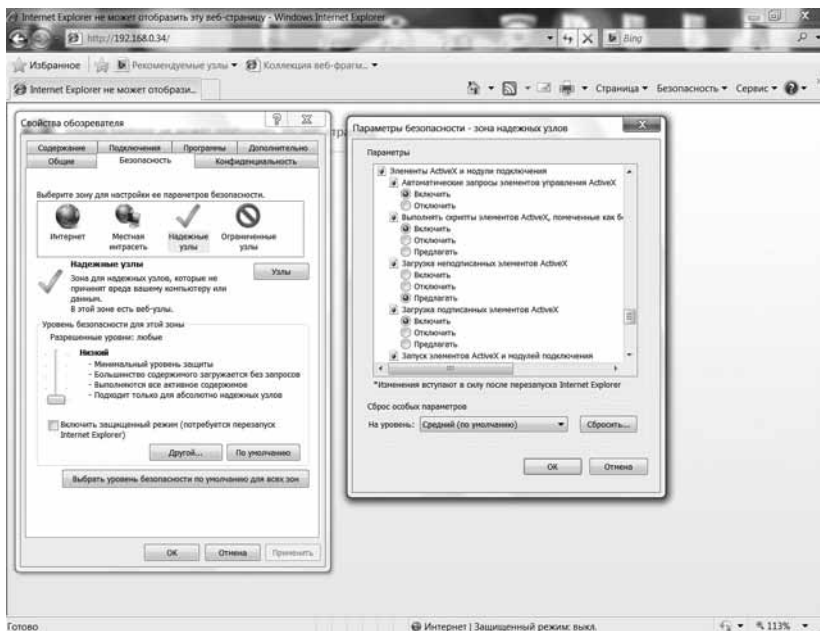 Internet Explorer не может отобразить эту веб-страницу - Windows Internet Explorer
http://192.168.0.34/
Bing
Избранное
Рекомендуемые узлы
Коллекция веб-фрагм...
Internet Explorer не может отобрази...
Страница
Безопасность
Сервис
Свойства обозревателя
Содержание
Подключения
Программы
Дополнительно
Общие
Безопасность
Конфиденциальность
Выберите зону для настройки ее параметров безопасности.
Интернет
Местная интрасеть
Надежные узлы
Ограниченные узлы
Надежные узлы
Узлы
Зона для надежных узлов, которые не
причинят вреда вашему компьютеру или
данным.
В этой зоне есть веб-узлы.
Уровень безопасности для этой зоны
Разрешенные уровни: любые
Низкий
- Минимальный уровень защиты
- Большинство содержимого загружается без запросов
- Выполняются все активное содержимое
- Подходит только для абсолютно надежных узлов
Включить защищенный режим (потребуется перезапуск
Internet Explorer)
Другой...
По умолчанию
Выбрать уровень безопасности по умолчанию для всех зон
ОК
Отмена
Применить
Параметры безопасности - зона надежных узлов
Параметры
Элементы ActiveX и модули подключения
Автоматические запросы элементов управления ActiveX
Включить
Отключить
Выполнять скрипты элементов ActiveX, помеченные как б
Включить
Отключить
Предлагать
Загрузка неподписанных элементов ActiveX
Включить
Отключить
Предлагать
Загрузка подписанных элементов ActiveX
Включить
Отключить
Предлагать
Запуск элементов ActiveX и модулей подключения
*Изменения вступают в силу после перезапуска Internet Explorer
Сброс особых параметров
На уровень:
Средний (по умолчанию)
Сбросить...
ОК
Отмена
Готово
Интернет | Защищенный режим: выкл.
113%